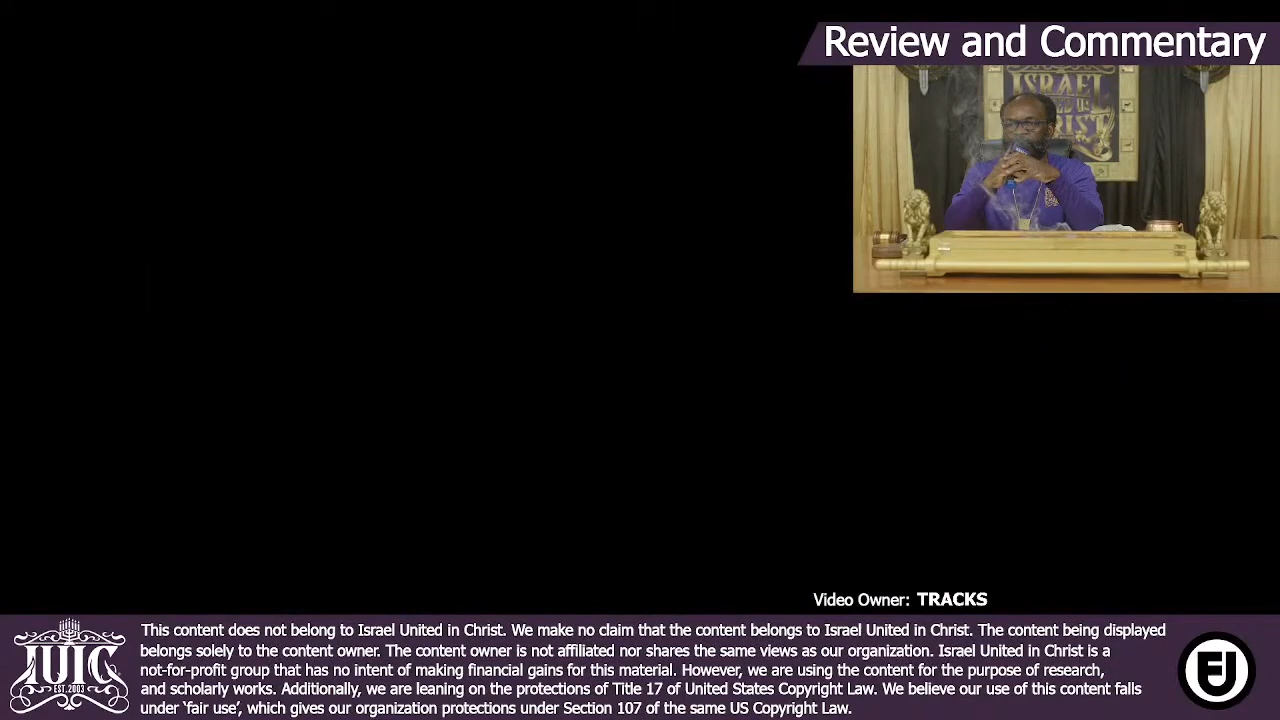 Review and Commentary
ISRAEL
UNITED IN
CHRIST
Video Owner: TRACKS
This content does not belong to Israel United in Christ. We make no claim that the content belongs to Israel United in Christ. The content being displayed
belongs solely to the content owner. The content owner is not affiliated nor shares the same views as our organization. Israel United in Christ is a
not-for-profit group that has no intent of making financial gains for this material. However, we are using the content for the purpose of research,
and scholarly works. Additionally, we are leaning on the protections of Title 17 of United States Copyright Law. We believe our use of this content falls
under ‘fair use’, which gives our organization protections under Section 107 of the same US Copyright Law.
IUIC
EST. 2003